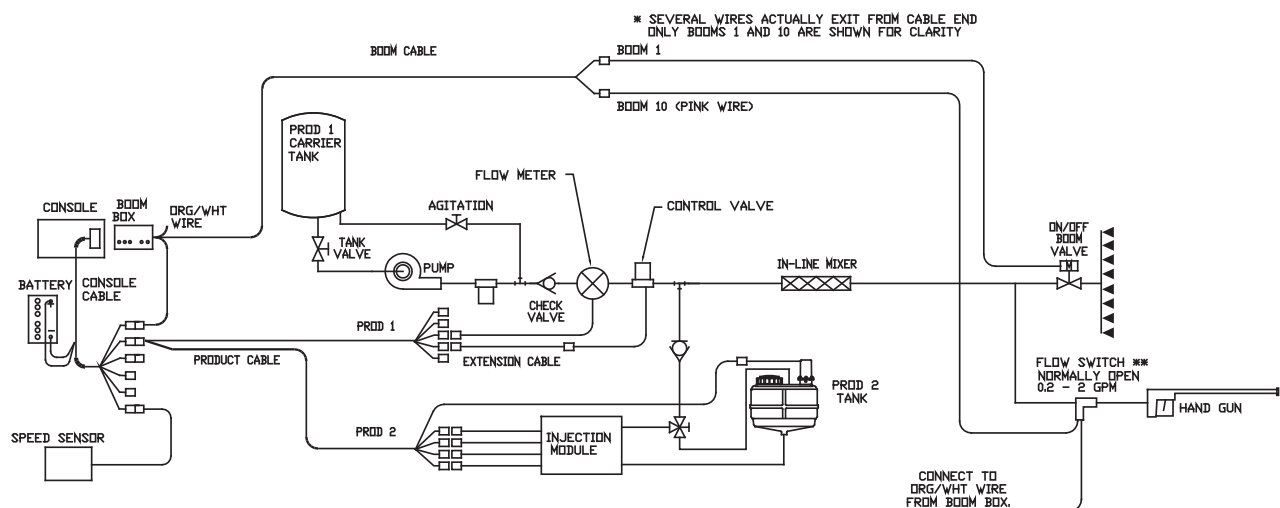 * SEVERAL WIRES ACTUALLY EXIT FROM CABLE END
ONLY BOOMS 1 AND 10 ARE SHOWN FOR CLARITY
BOOM CABLE
BOOM 1
BOOM 10 (PINK WIRE)
PROD 1
CARRIER
TANK
FLOW METER
CONTROL VALVE
AGITATION
CONSOLE
BOOM
BOX
ORG/WHT
WIRE
TANK
VALVE
PUMP
ON/OFF
BOOM
VALVE
IN-LINE MIXER
BATTERY
+
-
CONSOLE
CABLE
CHECK
VALVE
PROD 1
PRODUCT CABLE
EXTENSION CABLE
FLOW SWITCH **
NORMALLY OPEN
0.2 - 2 GPM
PROD 2
TANK
HAND GUN
SPEED SENSOR
PROD 2
INJECTION
MODULE
CONNECT TO
ORG/WHT WIRE
FROM BOOM BOX.